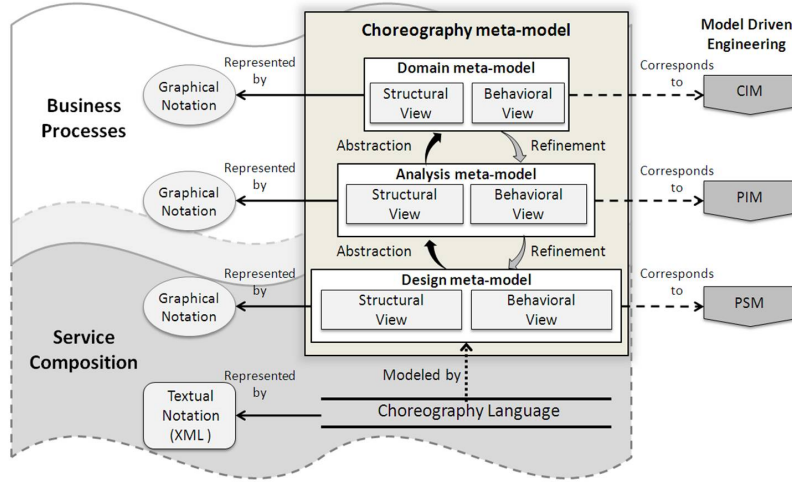 Choreography meta-model
Model Driven
Engineering
Domain meta-model
Structural
View
Behavioral
View
Represented
by
Graphical
Notation
Corresponds
to
CIM
Business
Processes
Abstraction
Refinement
Analysis meta-model
Structural
View
Behavioral
View
Represented
by
Graphical
Notation
Corresponds
to
PIM
Abstraction
Refinement
Design meta-model
Structural
View
Behavioral
View
Represented
by
Graphical
Notation
Corresponds
to
PSM
Service
Composition
Modeled by
Choreography Language
Represented
by
Textual
Notation
(XML )